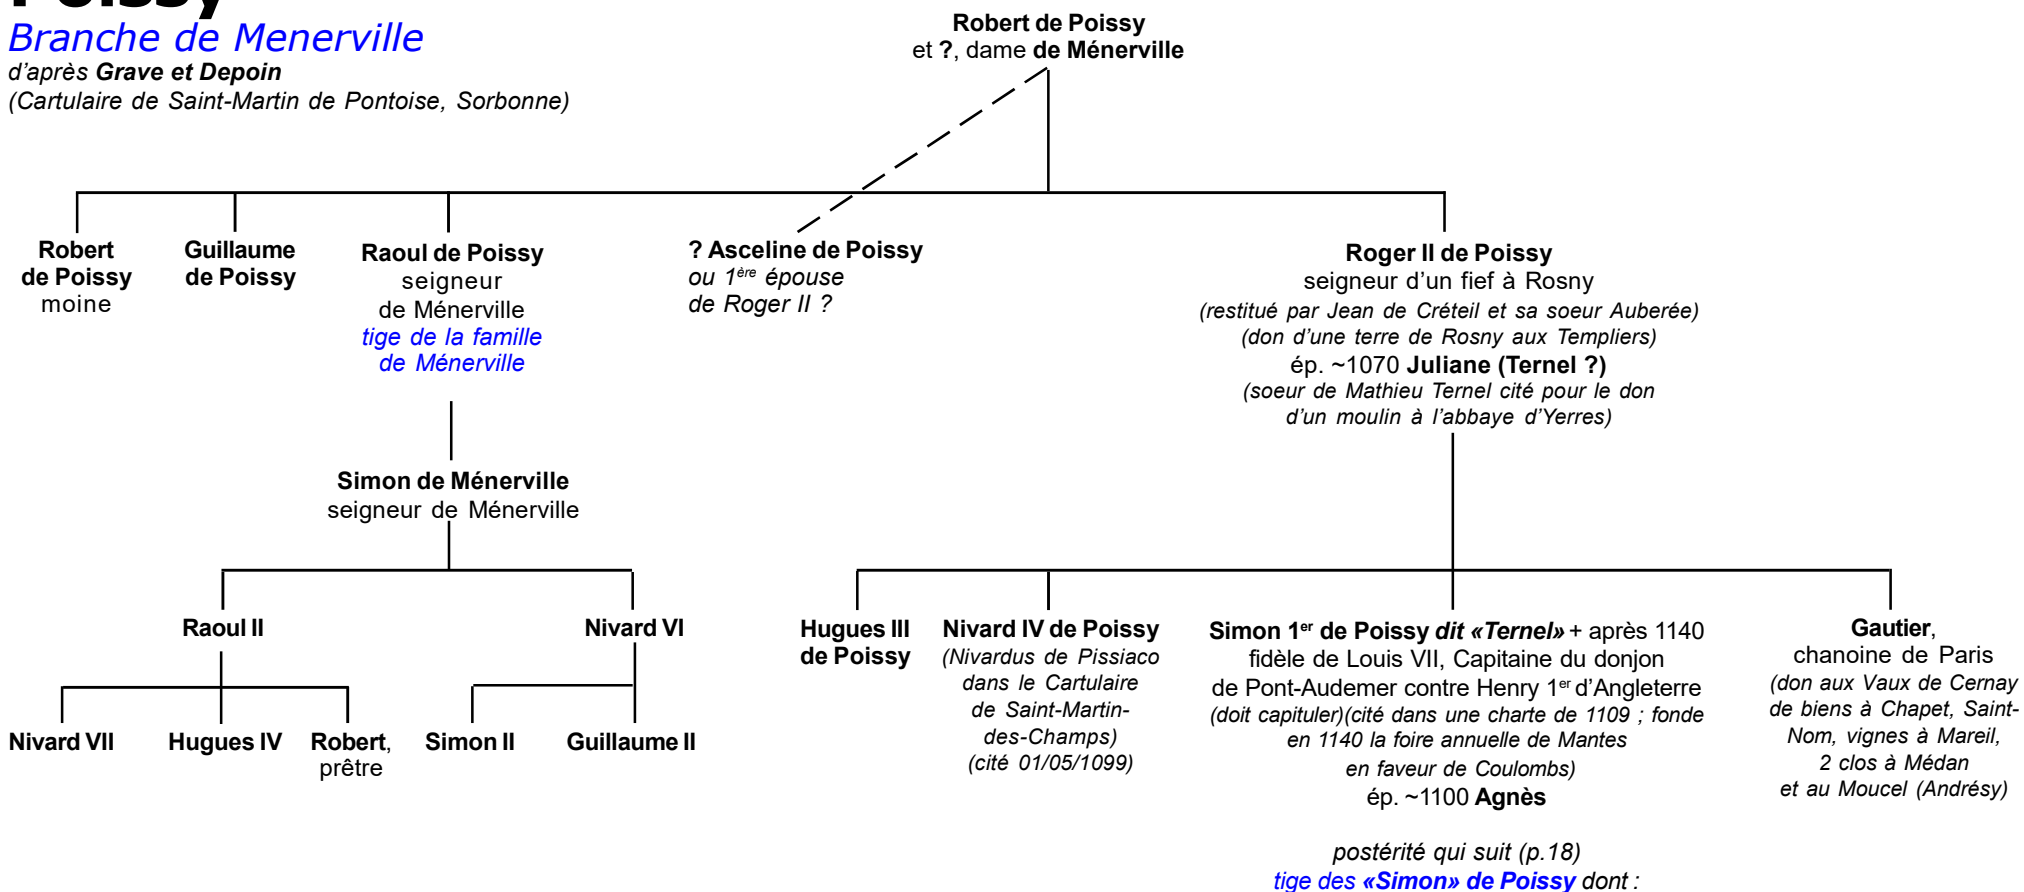 Poissy
Branche de Menerville
d'après Grave et Depoin
(Cartulaire de Saint-Martin de Pontoise, Sorbonne)
Robert de Poissy
et ?, dame de Ménerville
Robert
de Poissy
moine
Guillaume
de Poissy
Raoul de Poissy
seigneur
de Ménerville
tige de la famille
de Ménerville
? Asceline de Poissy
ou 1ère épouse
de Roger II ?
Roger II de Poissy
seigneur d'un fief à Rosny
(restitué par Jean de Créteil et sa soeur Auberée)
(don d'une terre de Rosny aux Templiers)
ép. ~1070 Juliane (Ternel ?)
(soeur de Mathieu Ternel cité pour le don
d'un moulin à l'abbaye d'Yerres)
Simon de Ménerville
seigneur de Ménerville
Raoul II
Nivard VI
Nivard VII
Hugues IV
Robert,
prêtre
Simon II
Guillaume II
Hugues III
de Poissy
Nivard IV de Poissy
(Nivardus de Pissiaco
dans le Cartulaire
de Saint-Martin-
des-Champs)
(cité 01/05/1099)
Simon 1er de Poissy dit «Ternel» + après 1140
fidèle de Louis VII, Capitaine du donjon
de Pont-Audemer contre Henry 1er d'Angleterre
(doit capituler)(cité dans une charte de 1109 ; fonde
en 1140 la foire annuelle de Mantes
en faveur de Coulombs)
ép. ~1100 Agnès
postérité qui suit (p.18)
tige des «Simon» de Poissy dont :
Gautier,
chanoine de Paris
(don aux Vaux de Cernay
de biens à Chapet, Saint-
Nom, vignes à Mareil,
2 clos à Médan
et au Moucel (Andrésy)